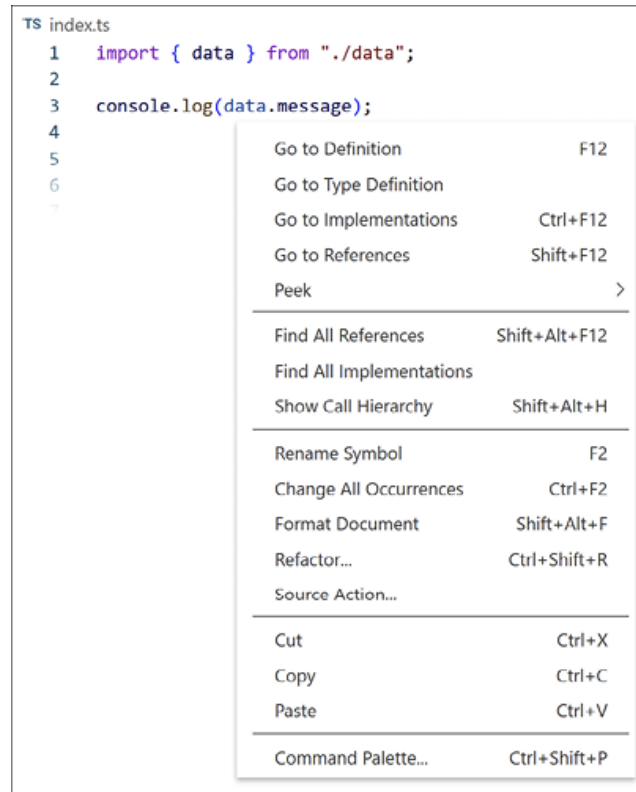 TS index.ts
1 import { data } from "./data";
2
3 console.log(data.message);
4
5
6
7
Go to Definition F12
Go to Type Definition
Go to Implementations Ctrl+F12
Go to References Shift+F12
Peek >
Find All References Shift+Alt+F12
Find All Implementations
Show Call Hierarchy Shift+Alt+H
Rename Symbol F2
Change All Occurrences Ctrl+F2
Format Document Shift+Alt+F
Refactor... Ctrl+Shift+R
Source Action...
Cut Ctrl+X
Copy Ctrl+C
Paste Ctrl+V
Command Palette... Ctrl+Shift+P